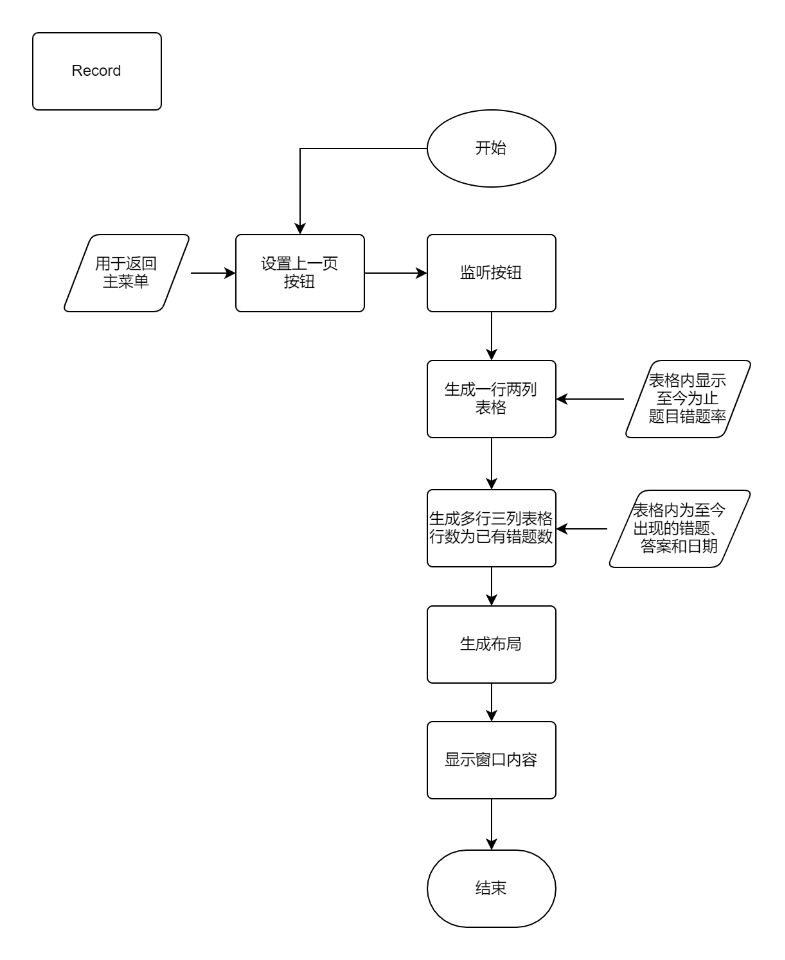 Record
开始
用于返回
主菜单
设置上一页
按钮
监听按钮
生成一行两列
表格
表格内显示
至今为止
题目错题率
生成多行三列表格
行数为已有错题数
表格内为至今
出现的错题、
答案和日期
生成布局
显示窗口内容
结束